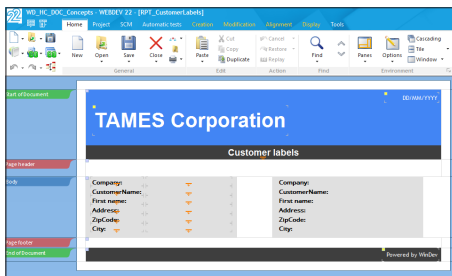 WD_HC_DOC_Concepts - WEBDEV 22 - [RPT_CustomerLabels]
Home Project SCM Automatic tests Creation Modification Alignment Display Tools
New Open Save Close Paste Cut Copy Duplicate Cancel Restore Replay Find Panes Options Cascading Tile Window
General Edit Action Find Environment
Start of Document
DD/MM/YYYY
TAMES Corporation
Customer labels
Page header
Body
Company: Company:
CustomerName: CustomerName:
First name: First name:
Address: Address:
ZipCode: ZipCode:
City: City:
Page footer
End of Document
Powered by WinDev